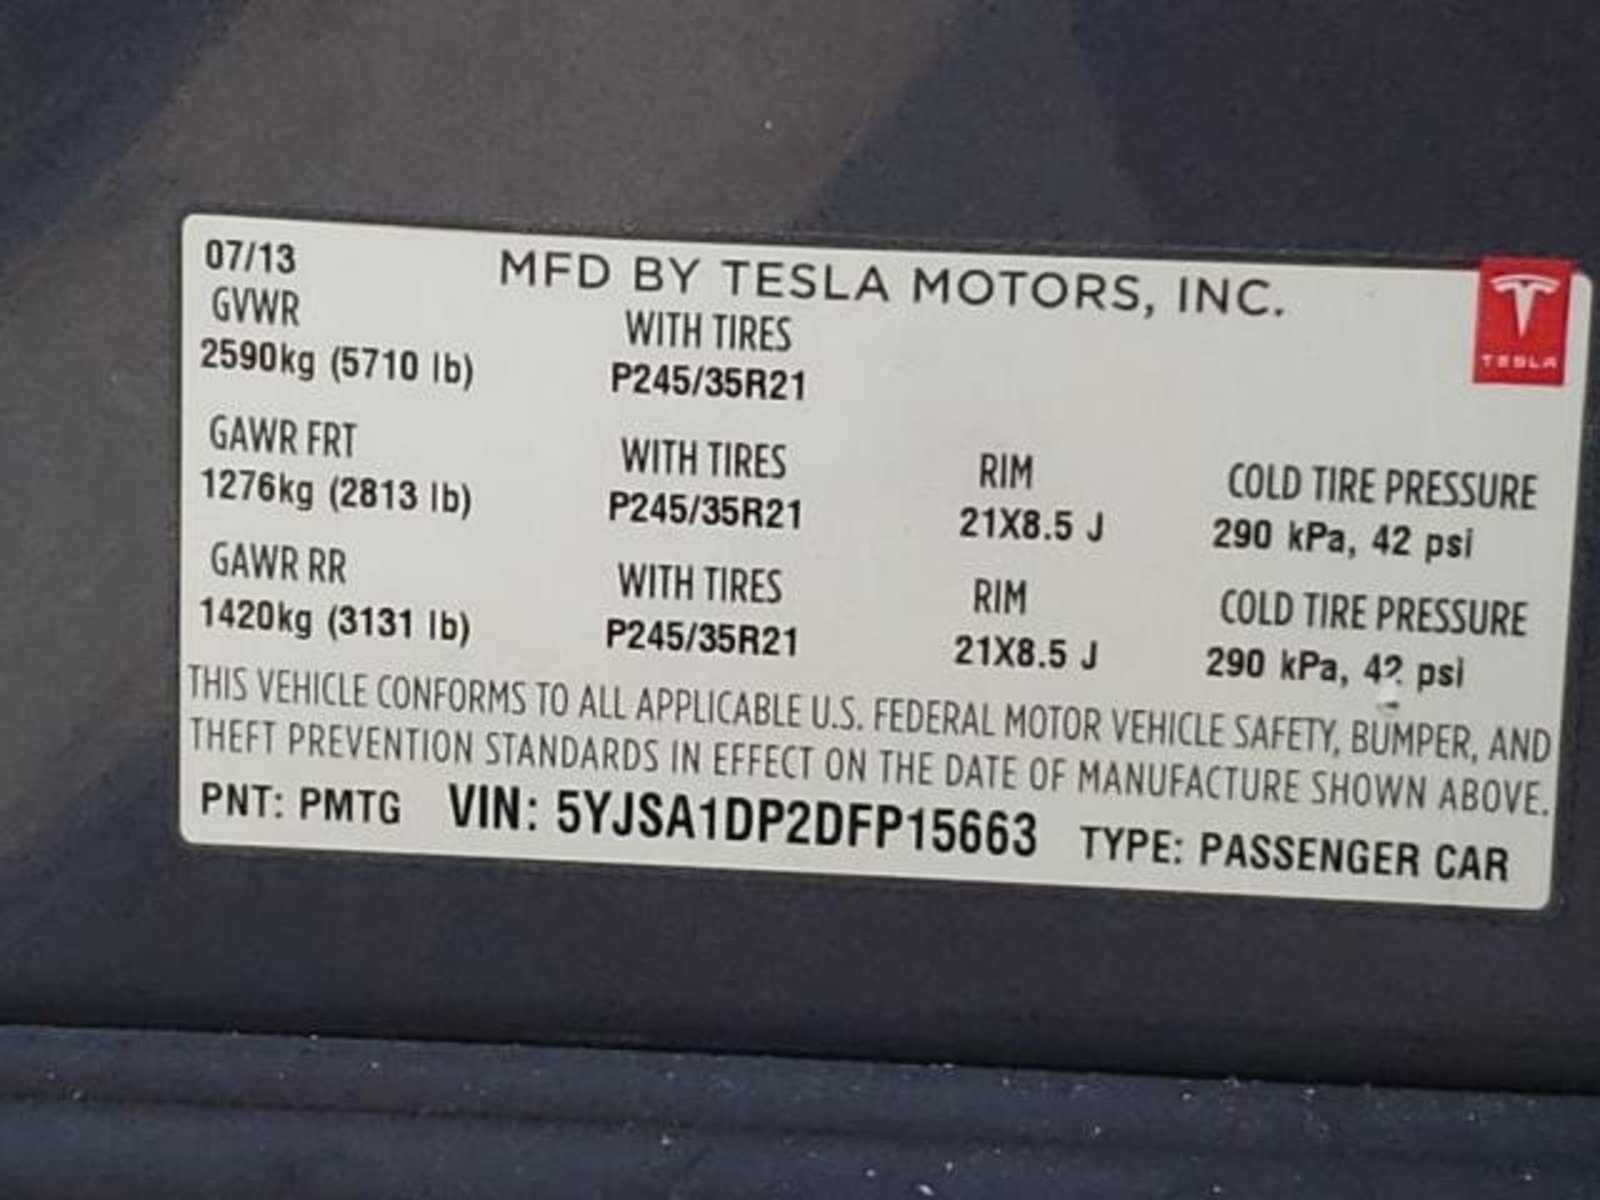 07/13 MFD BY TESLA MOTORS, INC.
TESLA
GVWR WITH TIRES
2590kg (5710 lb) P245/35R21
GAWR FRT WITH TIRES RIM COLD TIRE PRESSURE
1276kg (2813 lb) P245/35R21 21X8.5 J 290 kPa, 42 psi
GAWR RR WITH TIRES RIM COLD TIRE PRESSURE
1420kg (3131 lb) P245/35R21 21X8.5 J 290 kPa, 42 psi
THIS VEHICLE CONFORMS TO ALL APPLICABLE U.S. FEDERAL MOTOR VEHICLE SAFETY, BUMPER, AND
THEFT PREVENTION STANDARDS IN EFFECT ON THE DATE OF MANUFACTURE SHOWN ABOVE.
PNT: PMTG VIN: 5YJSA1DP2DFP15663 TYPE: PASSENGER CAR